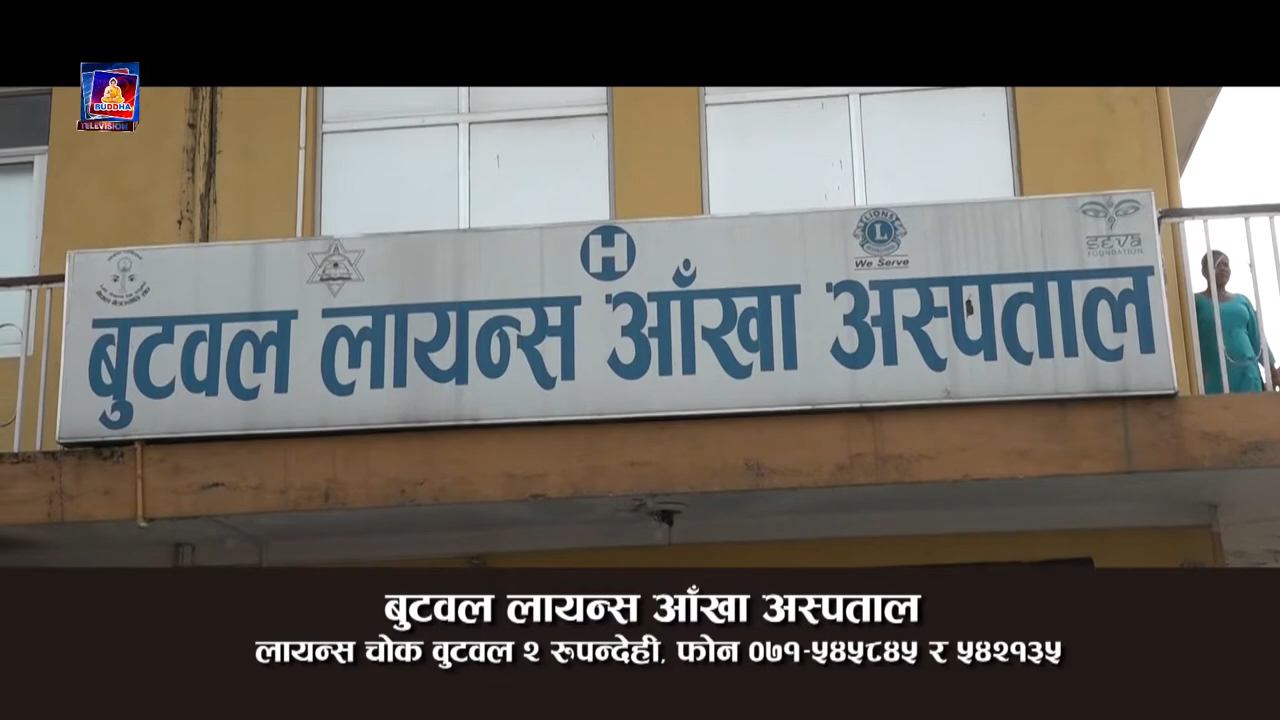 BUDDHA
TELEVISION
H
LIONS
L
We Serve
SEVA
FOUNDATION
बुटवल लायन्स आँखा अस्पताल
बुटवल लायन्स आँखा अस्पताल
लायन्स चोक वुटवल २ रुपन्देही, फोन ०७१-५४५८४५ र ५४२१३५